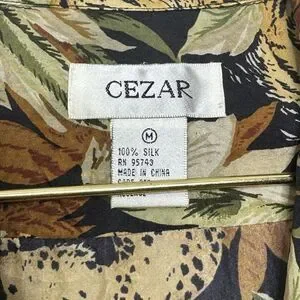 CEZAR
M
100% SILK
RN 95743
MADE IN CHINA